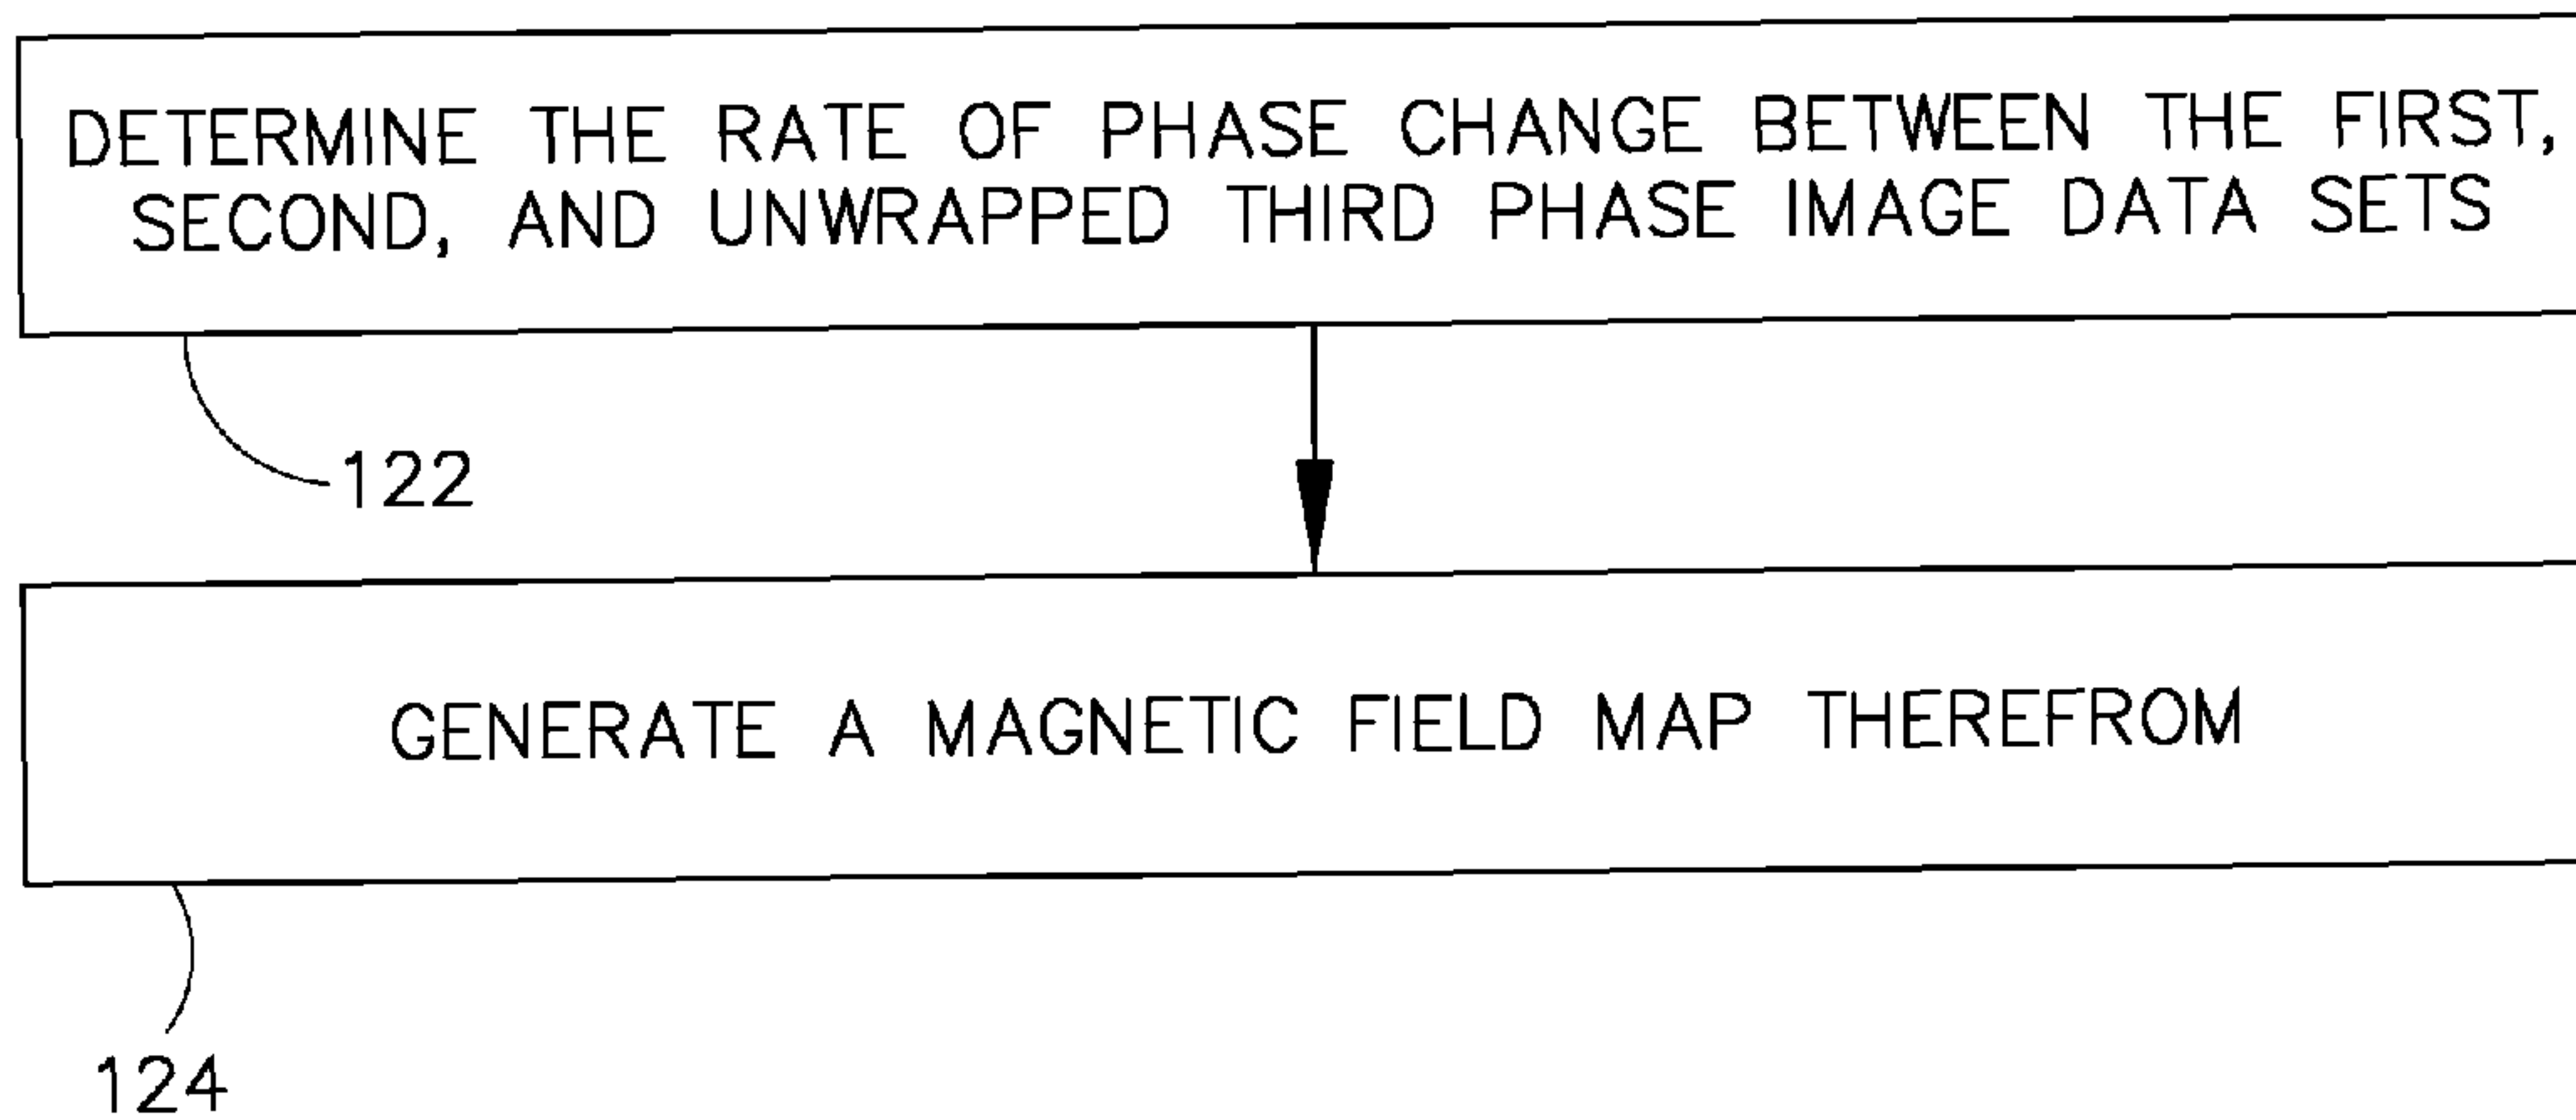 DETERMINE THE RATE OF PHASE CHANGE BETWEEN THE FIRST,
SECOND, AND UNWRAPPED THIRD PHASE IMAGE DATA SETS
122
GENERATE A MAGNETIC FIELD MAP THEREFROM
124